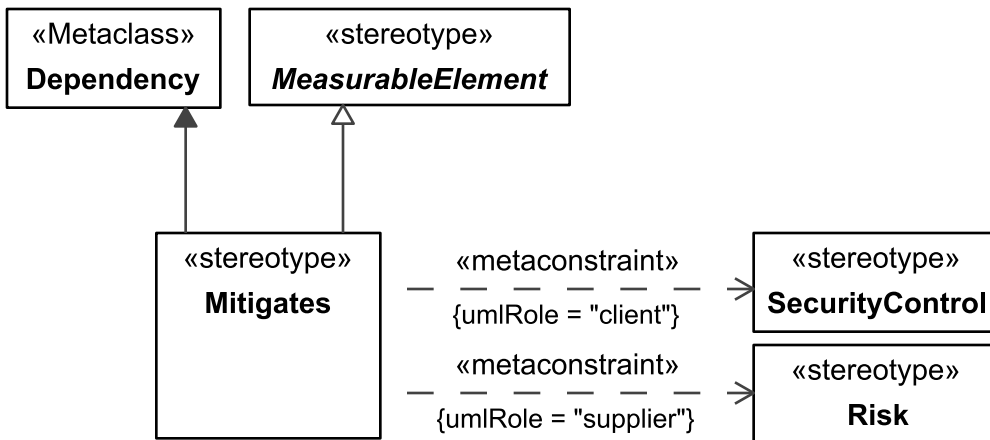 «Metaclass»
Dependency
«stereotype»
MeasurableElement
«stereotype»
Mitigates
«metaconstraint»
{umlRole = "client"}
«stereotype»
SecurityControl
«metaconstraint»
{umlRole = "supplier"}
«stereotype»
Risk